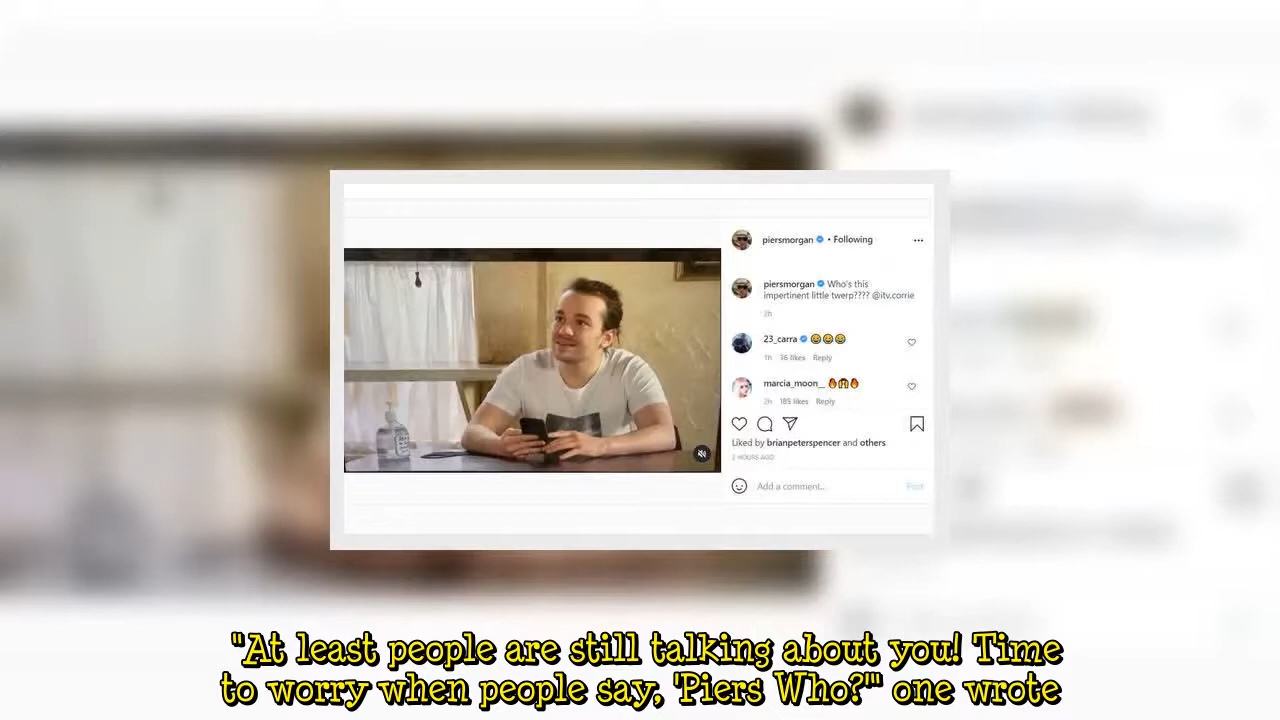 piersmorgan • Following
piersmorgan Who's this
impertinent little twerp???? @itv.corrie
2h
23_carra
1h 36 likes Reply
marcia_moon__
2h 185 likes Reply
Liked by brianpeterspencer and others
2 HOURS AGO
Add a comment... Post
"At least people are still talking about you! Time
to worry when people say, 'Piers Who?'" one wrote